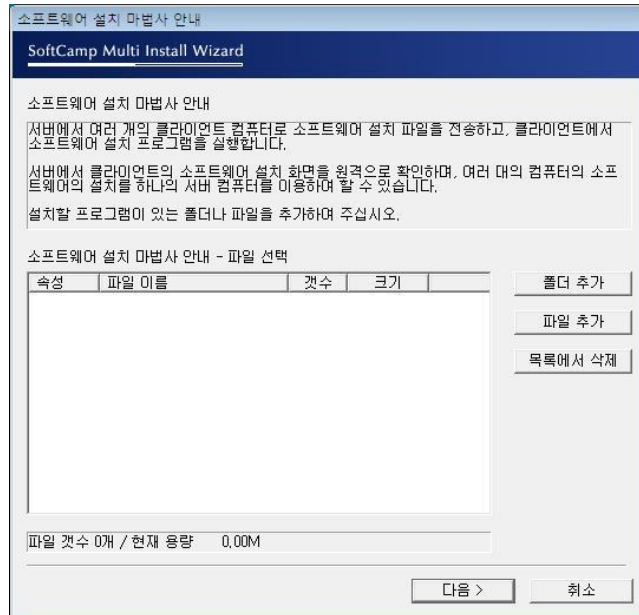 소프트웨어 설치 마법사 안내
SoftCamp Multi Install Wizard
소프트웨어 설치 마법사 안내
서버에서 여러 개의 클라이언트 컴퓨터로 소프트웨어 설치 파일을 전송하고, 클라이언트에서
소프트웨어 설치 프로그램을 실행합니다.
서버에서 클라이언트의 소프트웨어 설치 화면을 원격으로 확인하며, 여러 대의 컴퓨터의 소프
트웨어의 설치를 하나의 서버 컴퓨터를 이용하여 할 수 있습니다.
설치할 프로그램이 있는 폴더나 파일을 추가하여 주십시오.
소프트웨어 설치 마법사 안내 - 파일 선택
속성 파일 이름 갯수 크기
폴더 추가
파일 추가
목록에서 삭제
파일 갯수 0개 / 현재 용량 0,00M
다음 > 취소